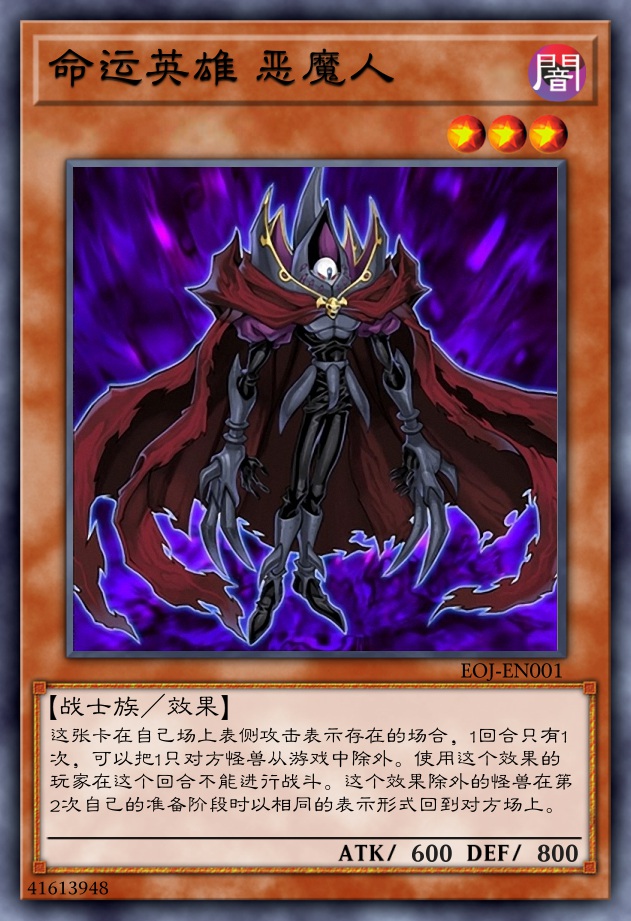 命运英雄 恶魔人
闇
EOJ-EN001
【战士族／效果】
这张卡在自己场上表侧攻击表示存在的场合，1回合只有1
次，可以把1只对方怪兽从游戏中除外。使用这个效果的
玩家在这个回合不能进行战斗。这个效果除外的怪兽在第
2次自己的准备阶段时以相同的表示形式回到对方场上。
ATK/ 600 DEF/ 800
41613948